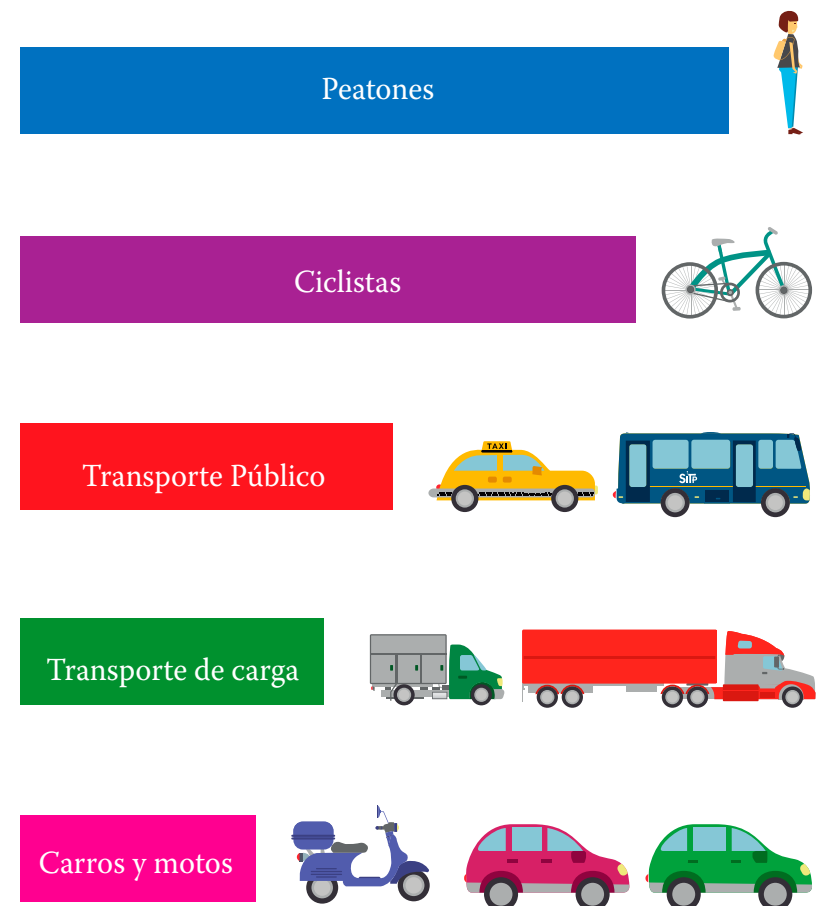 Peatones
Ciclistas
Transporte Público
TAXI
SiTP
Transporte de carga
Carros y motos